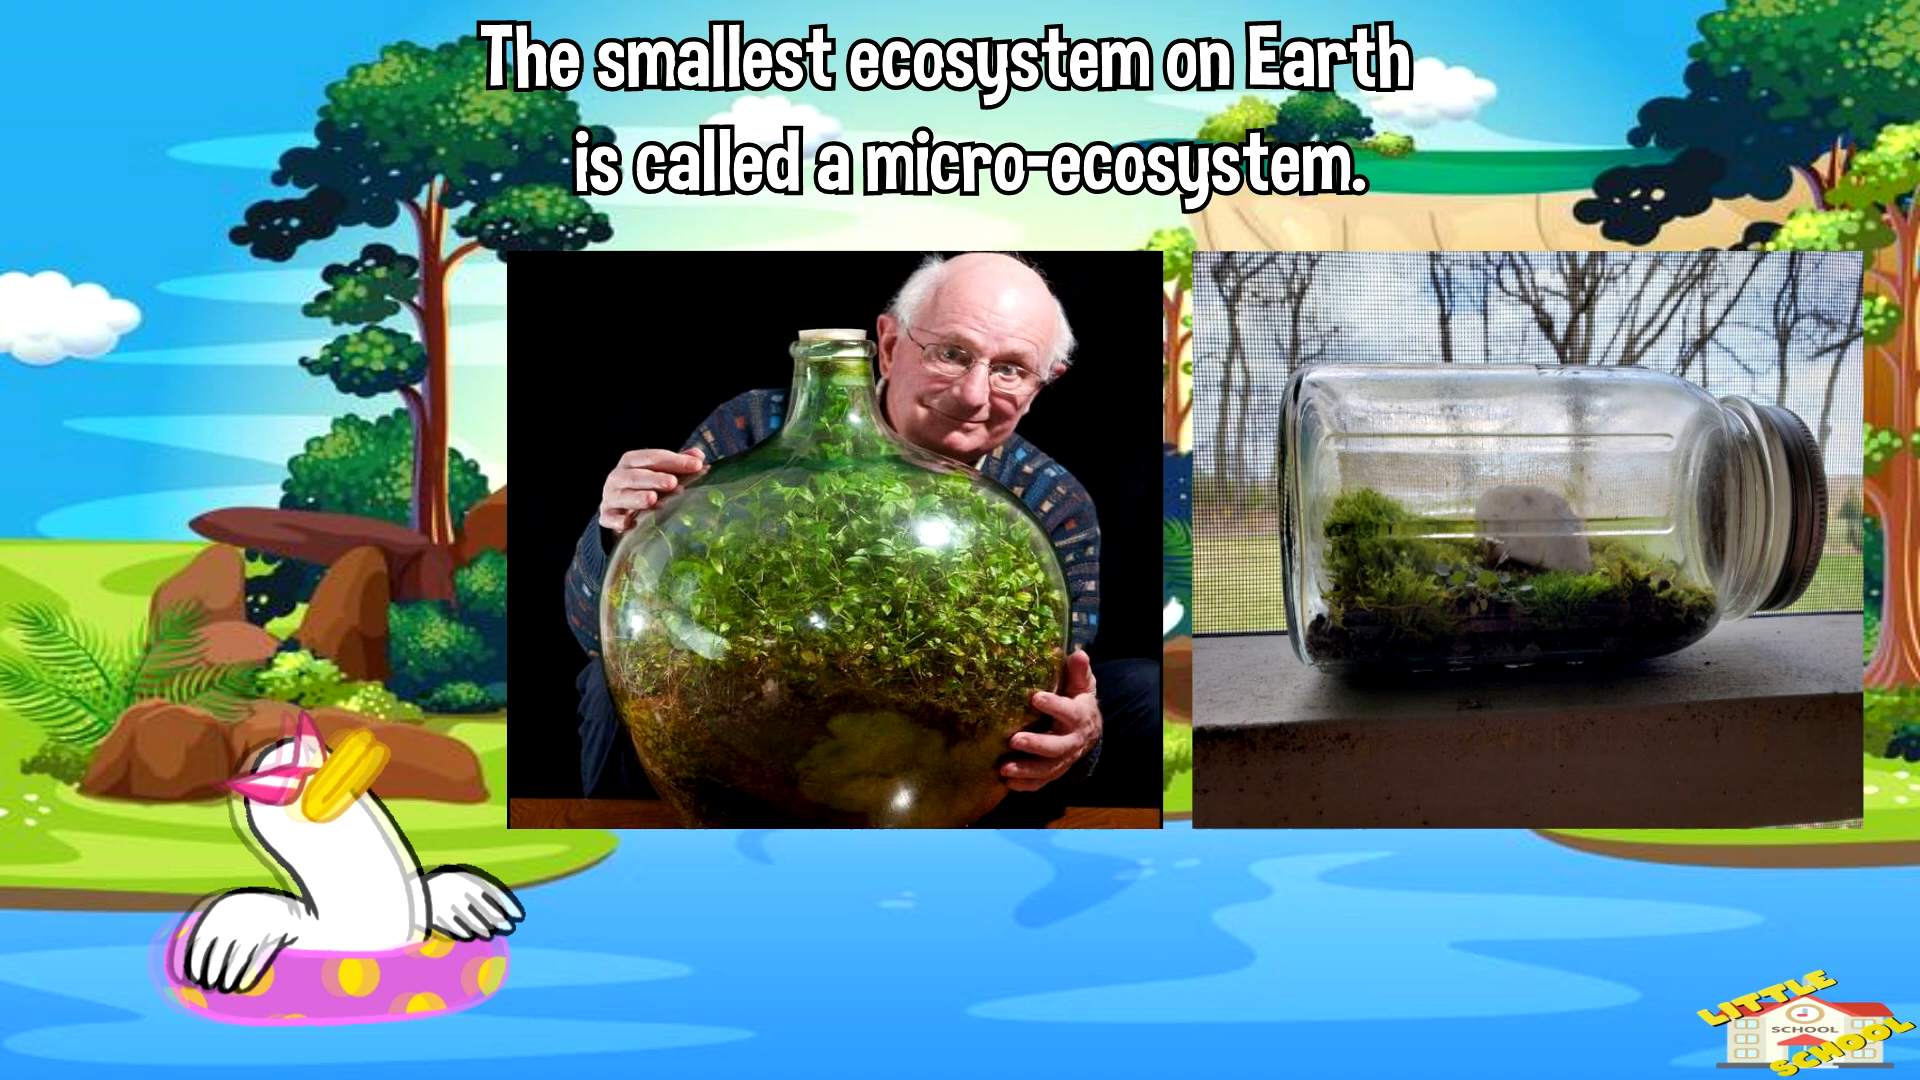 The smallest ecosystem on Earth
is called a micro-ecosystem.
LITTLE
SCHOOL
SCHOOL